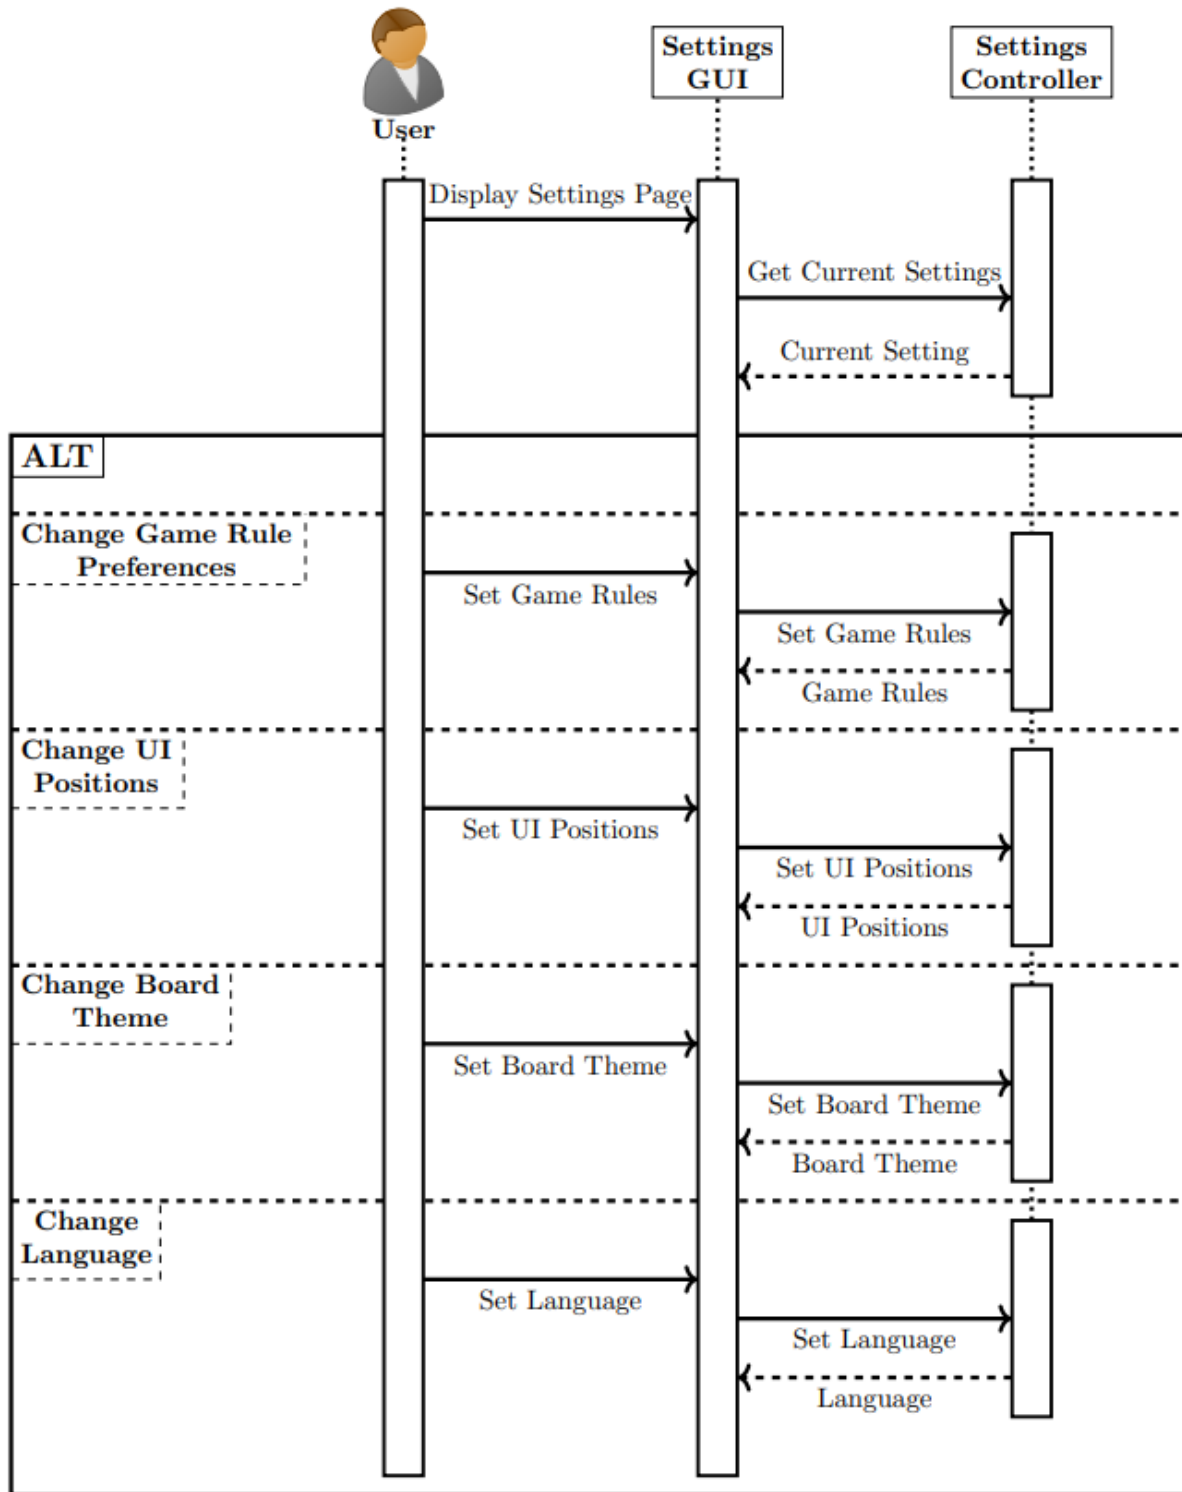 User
Settings
GUI
Settings
Controller
Display Settings Page
Get Current Settings
Current Setting
ALT
Change Game Rule
Preferences
Set Game Rules
Set Game Rules
Game Rules
Change UI
Positions
Set UI Positions
Set UI Positions
UI Positions
Change Board
Theme
Set Board Theme
Set Board Theme
Board Theme
Change
Language
Set Language
Set Language
Language